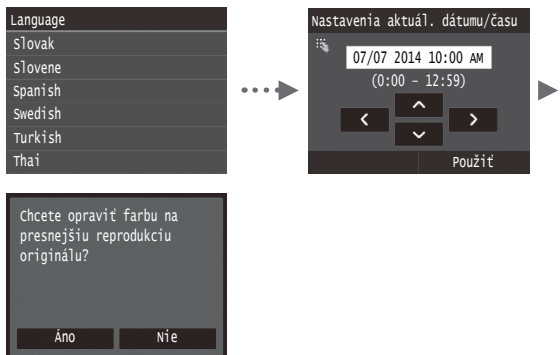 Language
Slovak
Slovene
Spanish
Swedish
Turkish
Thai
Nastavenia aktuál. dátumu/času
07/07 2014 10:00 AM
(0:00 - 12:59)
Použiť
Chcete opraviť farbu na
presnejšiu reprodukciu
originálu?
Áno
Nie